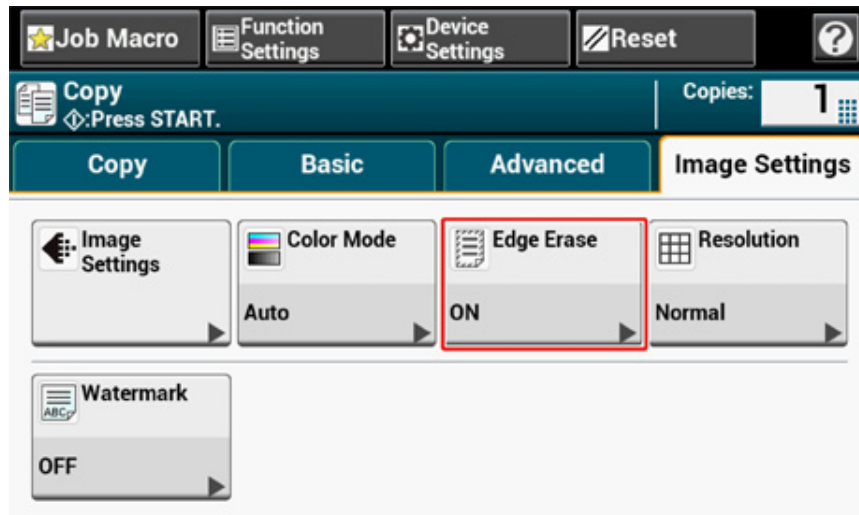 Job Macro
Function
Settings
Device
Settings
Reset
?
Copy
:Press START.
Copies:
1
Copy
Basic
Advanced
Image Settings
Image
Settings
Color Mode
Auto
Edge Erase
ON
Resolution
Normal
ABC
Watermark
OFF